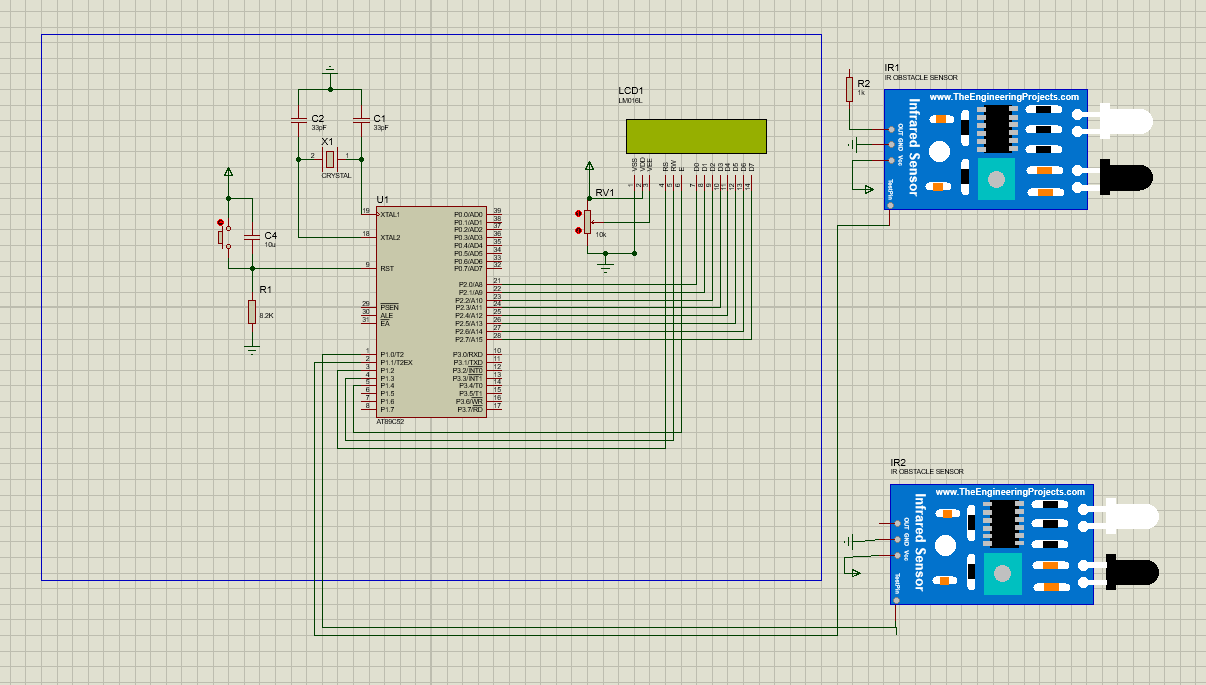 C2
33pF
C1
33pF
X1
2
1
CRYSTAL
C4
10u
R1
8.2K
U1
19
XTAL1
18
XTAL2
9
RST
29
PSEN
30
ALE
31
EA
1
P1.0/T2
2
P1.1/T2EX
3
P1.2
4
P1.3
5
P1.4
6
P1.5
7
P1.6
8
P1.7
P0.0/AD0
39
P0.1/AD1
38
P0.2/AD2
37
P0.3/AD3
36
P0.4/AD4
35
P0.5/AD5
34
P0.6/AD6
33
P0.7/AD7
32
P2.0/A8
21
P2.1/A9
22
P2.2/A10
23
P2.3/A11
24
P2.4/A12
25
P2.5/A13
26
P2.6/A14
27
P2.7/A15
28
P3.0/RXD
10
P3.1/TXD
11
P3.2/INT0
12
P3.3/INT1
13
P3.4/T0
14
P3.5/T1
15
P3.6/WR
16
P3.7/RD
17
AT89C52
LCD1
LM016L
VSS
VDD
VEE
RS
RW
E
D0
D1
D2
D3
D4
D5
D6
D7
1
2
3
4
5
6
7
8
9
10
11
12
13
14
RV1
10k
R2
1k
IR1
IR OBSTACLE SENSOR
www.TheEngineeringProjects.com
Infrared Sensor
OUT
GND
Vcc
TestPin
IR2
IR OBSTACLE SENSOR
www.TheEngineeringProjects.com
Infrared Sensor
OUT
GND
Vcc
TestPin